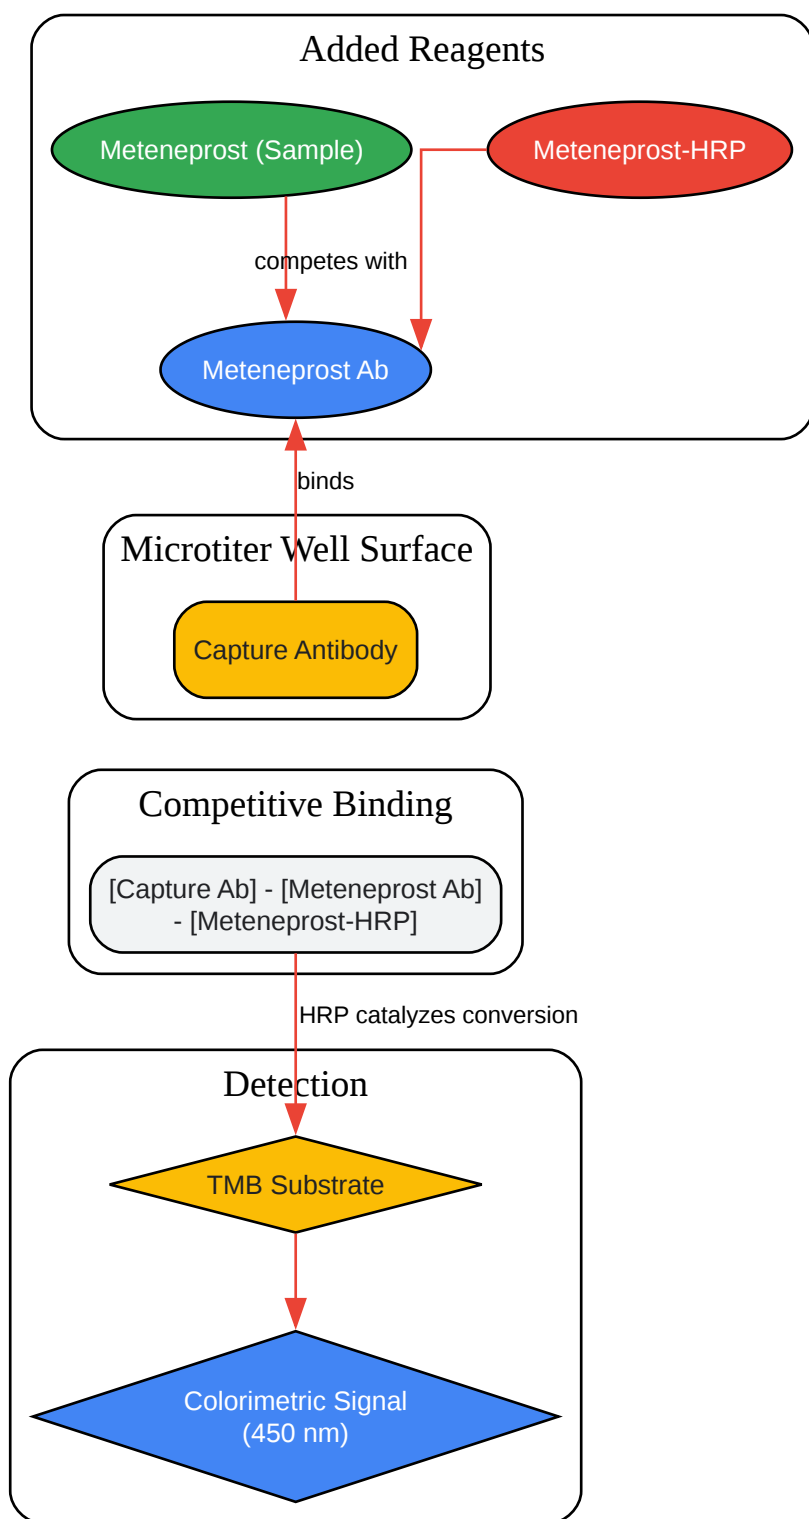 Added Reagents
Meteneprost (Sample)
Meteneprost-HRP
competes with
Meteneprost Ab
binds
Microtiter Well Surface
Capture Antibody
Competitive Binding
[Capture Ab] - [Meteneprost Ab]
- [Meteneprost-HRP]
HRP catalyzes conversion
Detection
TMB Substrate
Colorimetric Signal
(450 nm)